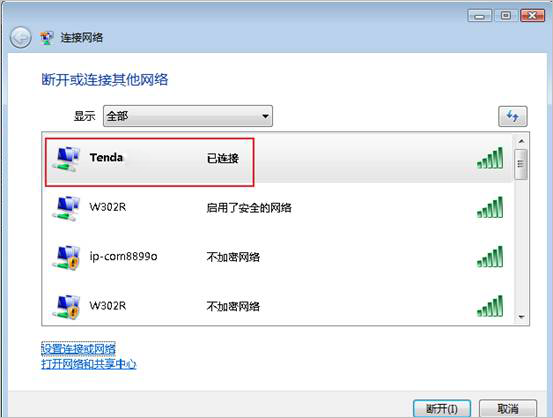 连接网络
断开或连接其他网络
显示 全部
Tenda 已连接
W302R 启用了安全的网络
ip-com8899o 不加密网络
W302R 不加密网络
设置连接或网络
打开网络和共享中心
断开(I) 取消